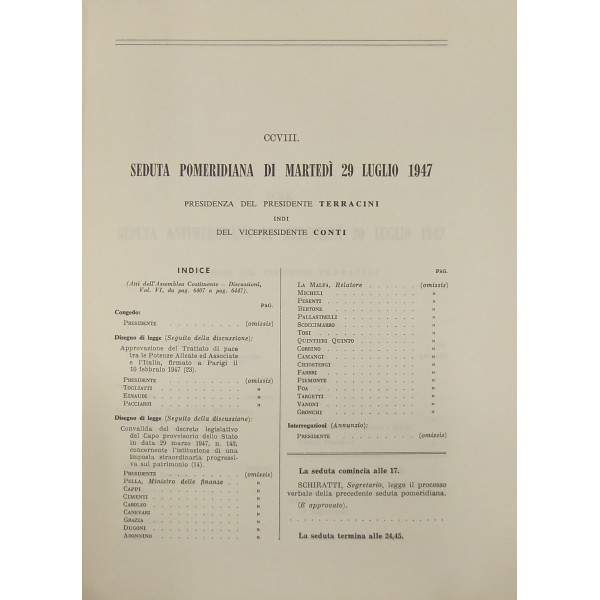 CCVIII.
SEDUTA POMERIDIANA DI MARTEDÌ 29 LUGLIO 1947
PRESIDENZA DEL PRESIDENTE TERRACINI
INDI
DEL VICEPRESIDENTE CONTI
INDICE
(Atti dell'Assemblea Costituente – Discussioni,
Vol. VI, da pag. 6407 a pag. 6447).
PAG.
Congedo:
PRESIDENTE . . . . . . . . . (omissis)
Disegno di legge (Seguito della discussione):
Approvazione del Trattato di pace
tra le Potenze Alleate ed Associate
e l'Italia, firmato a Parigi il
10 febbraio 1947 (23).
PRESIDENTE . . . . . . . . . (omissis)
TOGLIATTI . . . . . . . . . »
EINAUDI . . . . . . . . . »
PACCIARDI . . . . . . . . . »
Disegno di legge (Seguito della discussione):
Convalida del decreto legislativo
del Capo provvisorio dello Stato
in data 29 marzo 1947, n. 143,
concernente l'istituzione di una
imposta straordinaria progressi-
va sul patrimonio (14).
PRESIDENTE . . . . . . . . . (omissis)
PELLA, Ministro delle finanze . . . »
CAPPI . . . . . . . . . »
CIMENTI . . . . . . . . . »
CAROLEO . . . . . . . . . »
CANEVARI . . . . . . . . . »
GRAZIA . . . . . . . . . »
DUGONI . . . . . . . . . »
ADONNINO . . . . . . . . . »
PAG.
LA MALFA, Relatore . . . . . (omissis)
MICHELI . . . . . . . . . »
PESENTI . . . . . . . . . »
BERTONE . . . . . . . . . »
PALLASTRELLI . . . . . . . . . »
SCOCCIMARRO . . . . . . . . . »
TOSI . . . . . . . . . »
QUINTIERI QUINTO . . . . . . . »
CORBINO . . . . . . . . . »
CAMANGI . . . . . . . . . »
CHIOSTERGI . . . . . . . . . »
FABBRI . . . . . . . . . »
PIEMONTE . . . . . . . . . »
FOA . . . . . . . . . »
TARGETTI . . . . . . . . . »
VANONI . . . . . . . . . »
GRONCHI . . . . . . . . . »
Interrogazioni (Annunzio):
PRESIDENTE . . . . . . . . . (omissis)
La seduta comincia alle 17.
SCHIRATTI, Segretario, legge il processo
verbale della precedente seduta pomeridiana.
(È approvato).
. . . . . . . . . . . . . . . . . .
La seduta termina alle 24,45.